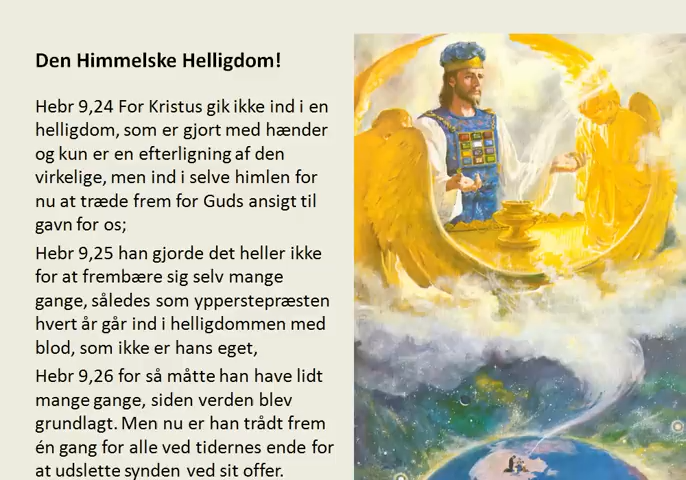 Den Himmelske Helligdom!
Hebr 9,24 For Kristus gik ikke ind i en
helligdom, som er gjort med hænder
og kun er en efterligning af den
virkelige, men ind i selve himlen for
nu at træde frem for Guds ansigt til
gavn for os;
Hebr 9,25 han gjorde det heller ikke
for at frembære sig selv mange
gange, således som ypperstepræsten
hvert år går ind i helligdommen med
blod, som ikke er hans eget,
Hebr 9,26 for så måtte han have lidt
mange gange, siden verden blev
grundlagt. Men nu er han trådt frem
én gang for alle ved tidernes ende for
at udslette synden ved sit offer.